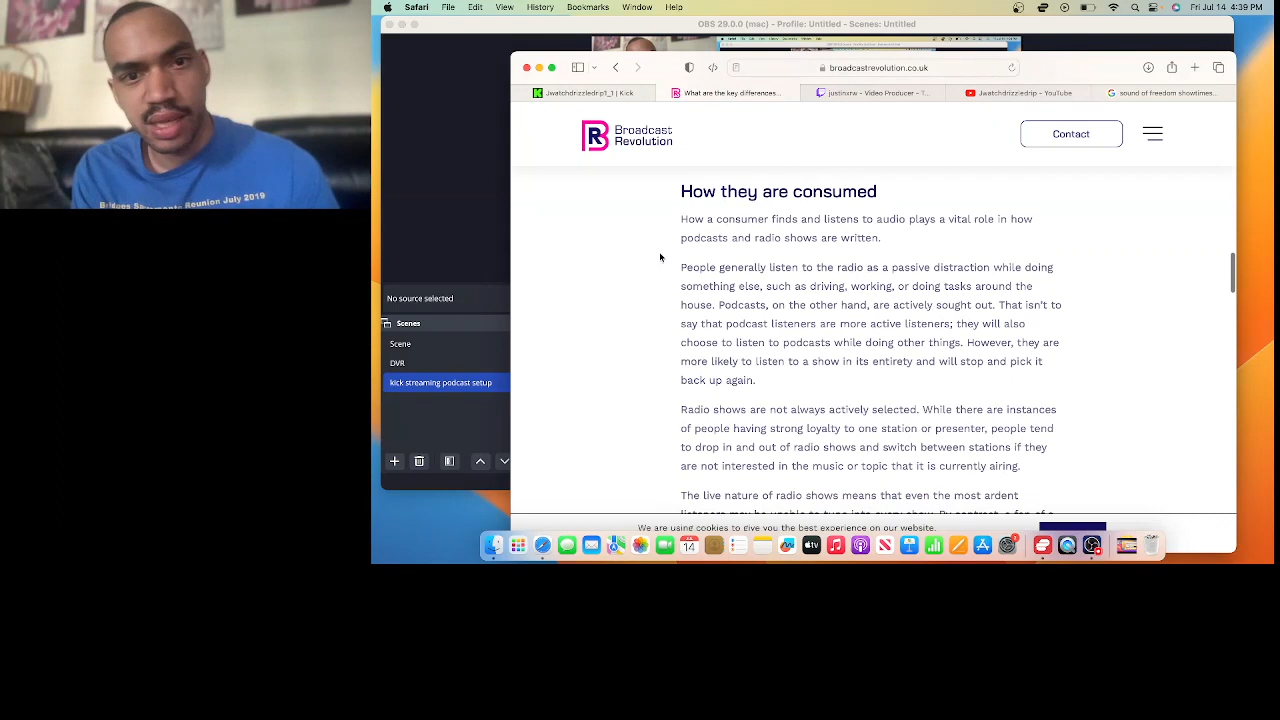 Safari File Edit View History Bookmarks Window Help
Fri Jul 14 4:39 PM
OBS 29.0.0 (mac) - Profile: Untitled - Scenes: Untitled
broadcastrevolution.co.uk
Jwatchdrizzledrip1_1 | Kick
What are the key differences...
justinxrw - Video Producer - T...
Jwatchdrizzledrip - YouTube
sound of freedom showtimes...
Broadcast
Revolution
Contact
Bridges Reunion July 2019
How they are consumed
How a consumer finds and listens to audio plays a vital role in how
podcasts and radio shows are written.
People generally listen to the radio as a passive distraction while doing
something else, such as driving, working, or doing tasks around the
house. Podcasts, on the other hand, are actively sought out. That isn't to
say that podcast listeners are more active listeners; they will also
choose to listen to podcasts while doing other things. However, they are
more likely to listen to a show in its entirety and will stop and pick it
back up again.
Radio shows are not always actively selected. While there are instances
of people having strong loyalty to one station or presenter, people tend
to drop in and out of radio shows and switch between stations if they
are not interested in the music or topic that it is currently airing.
The live nature of radio shows means that even the most ardent
No source selected
Scenes
Scene
DVR
kick streaming podcast setup
We are using cookies to give you the best experience on our website.